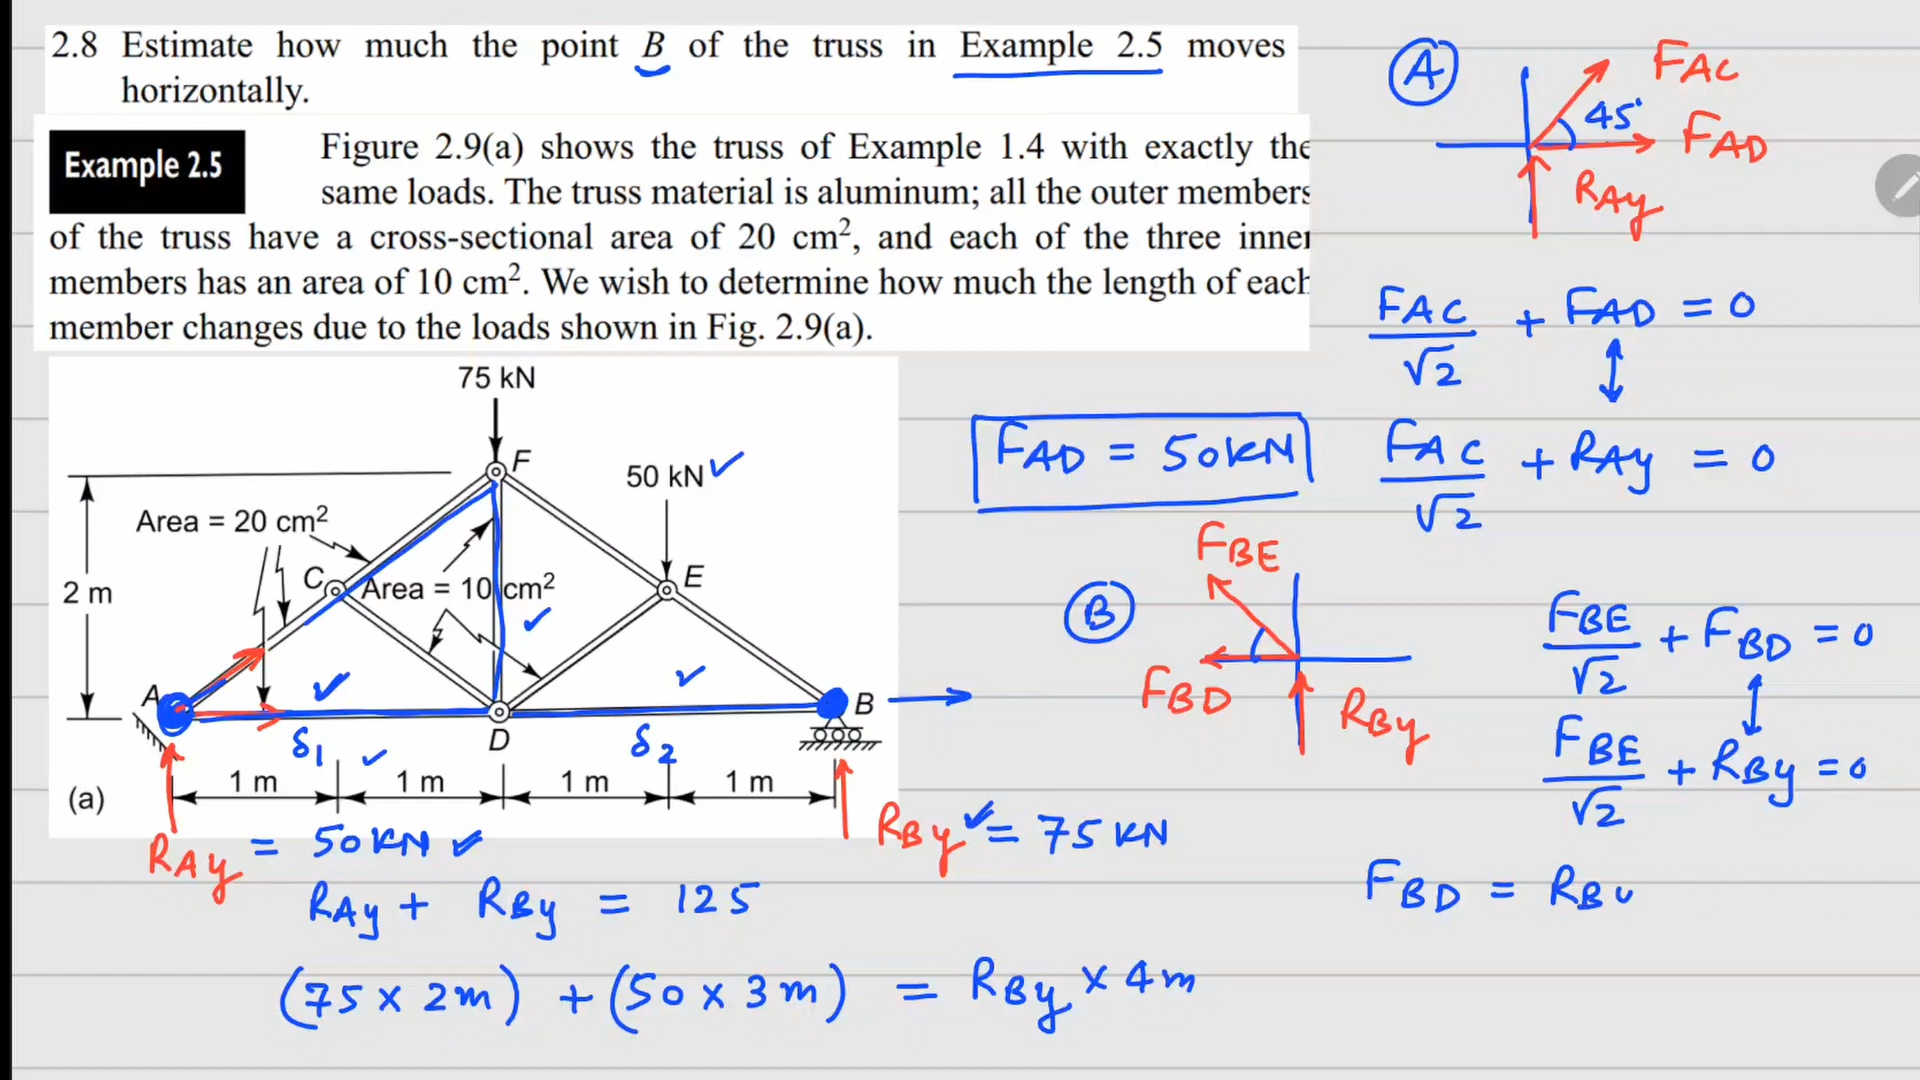 2.8 Estimate how much the point B of the truss in Example 2.5 moves
horizontally.
Example 2.5
Figure 2.9(a) shows the truss of Example 1.4 with exactly the
same loads. The truss material is aluminum; all the outer members
of the truss have a cross-sectional area of 20 cm², and each of the three inner
members has an area of 10 cm². We wish to determine how much the length of each
member changes due to the loads shown in Fig. 2.9(a).
75 kN
F
50 kN ✓
Area = 20 cm²
C
Area = 10 cm²
E
2 m
✓
✓
✓
A
B
δ1
✓
D
δ2
1 m
1 m
1 m
1 m
(a)
RAy = 50KN ✓
RBy ✓ = 75 KN
RAy + RBy = 125
(75 x 2m) + (50 x 3m) = RBy x 4m
A
FAC
45°
FAD
RAy
FAC/√2 + FAD = 0
FAC/√2 + RAy = 0
FAD = 50KN
B
FBE
FBD
RBy
FBE/√2 + FBD = 0
FBE/√2 + RBy = 0
FBD = RB